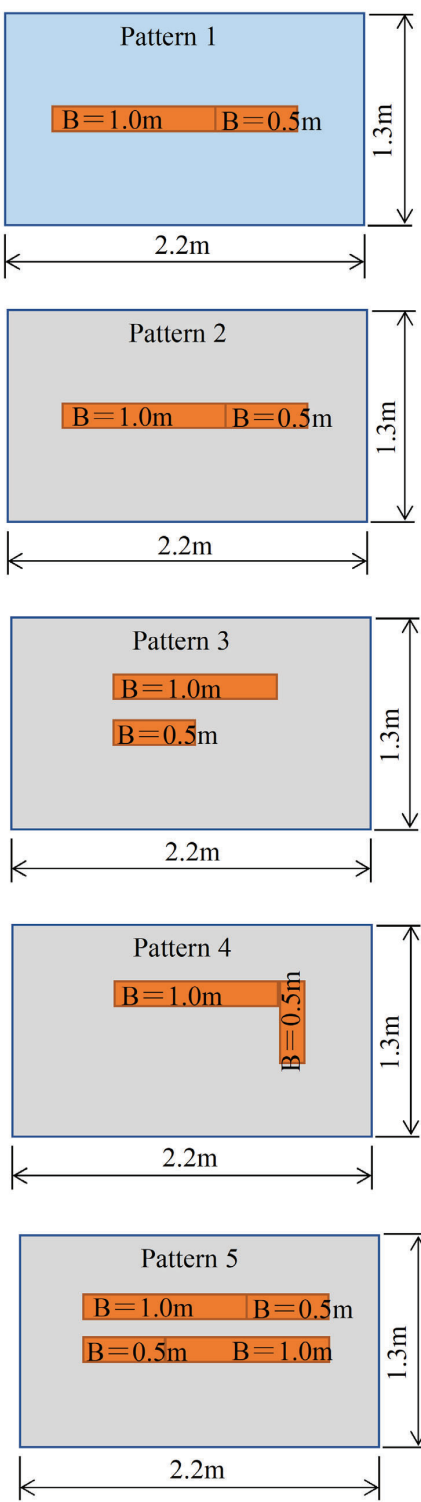 Pattern 1
B＝1.0m B＝0.5m
1.3m
2.2m
Pattern 2
B＝1.0m B＝0.5m
1.3m
2.2m
Pattern 3
B＝1.0m
B＝0.5m
1.3m
2.2m
Pattern 4
B＝1.0m
B＝0.5m
1.3m
2.2m
Pattern 5
B＝1.0m B＝0.5m
B＝0.5m B＝1.0m
1.3m
2.2m